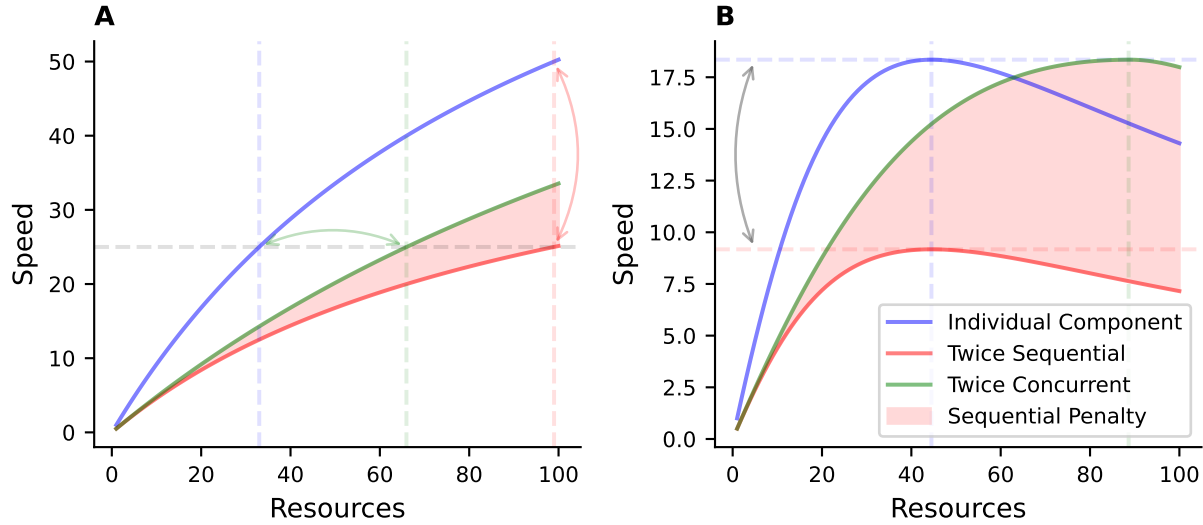 A
Speed
50
40
30
20
10
0
0 20 40 60 80 100
Resources
B
Speed
17.5
15.0
12.5
10.0
7.5
5.0
2.5
0.0
Individual Component
Twice Sequential
Twice Concurrent
Sequential Penalty
0 20 40 60 80 100
Resources